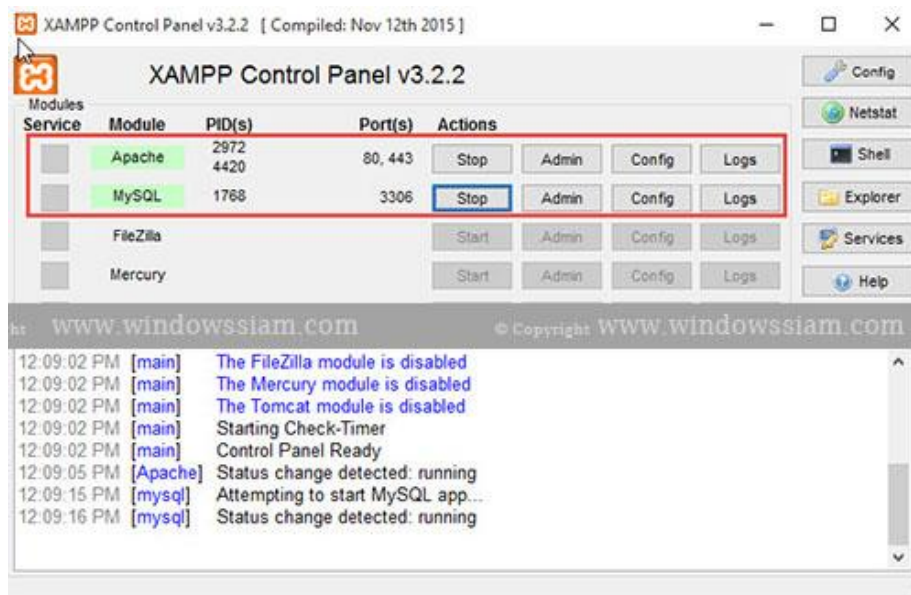 XAMPP Control Panel v3.2.2 [ Compiled: Nov 12th 2015 ]
XAMPP Control Panel v3.2.2
Config
Modules
Service Module PID(s) Port(s) Actions
Netstat
Apache 2972 4420 80, 443 Stop Admin Config Logs
Shell
MySQL 1768 3306 Stop Admin Config Logs
Explorer
FileZilla Start Admin Config Logs
Services
Mercury Start Admin Config Logs
Help
www.windowssiam.com © Copyright www.windowssiam.com
12:09:02 PM [main] The FileZilla module is disabled
12:09:02 PM [main] The Mercury module is disabled
12:09:02 PM [main] The Tomcat module is disabled
12:09:02 PM [main] Starting Check-Timer
12:09:02 PM [main] Control Panel Ready
12:09:05 PM [Apache] Status change detected: running
12:09:15 PM [mysql] Attempting to start MySQL app...
12:09:16 PM [mysql] Status change detected: running